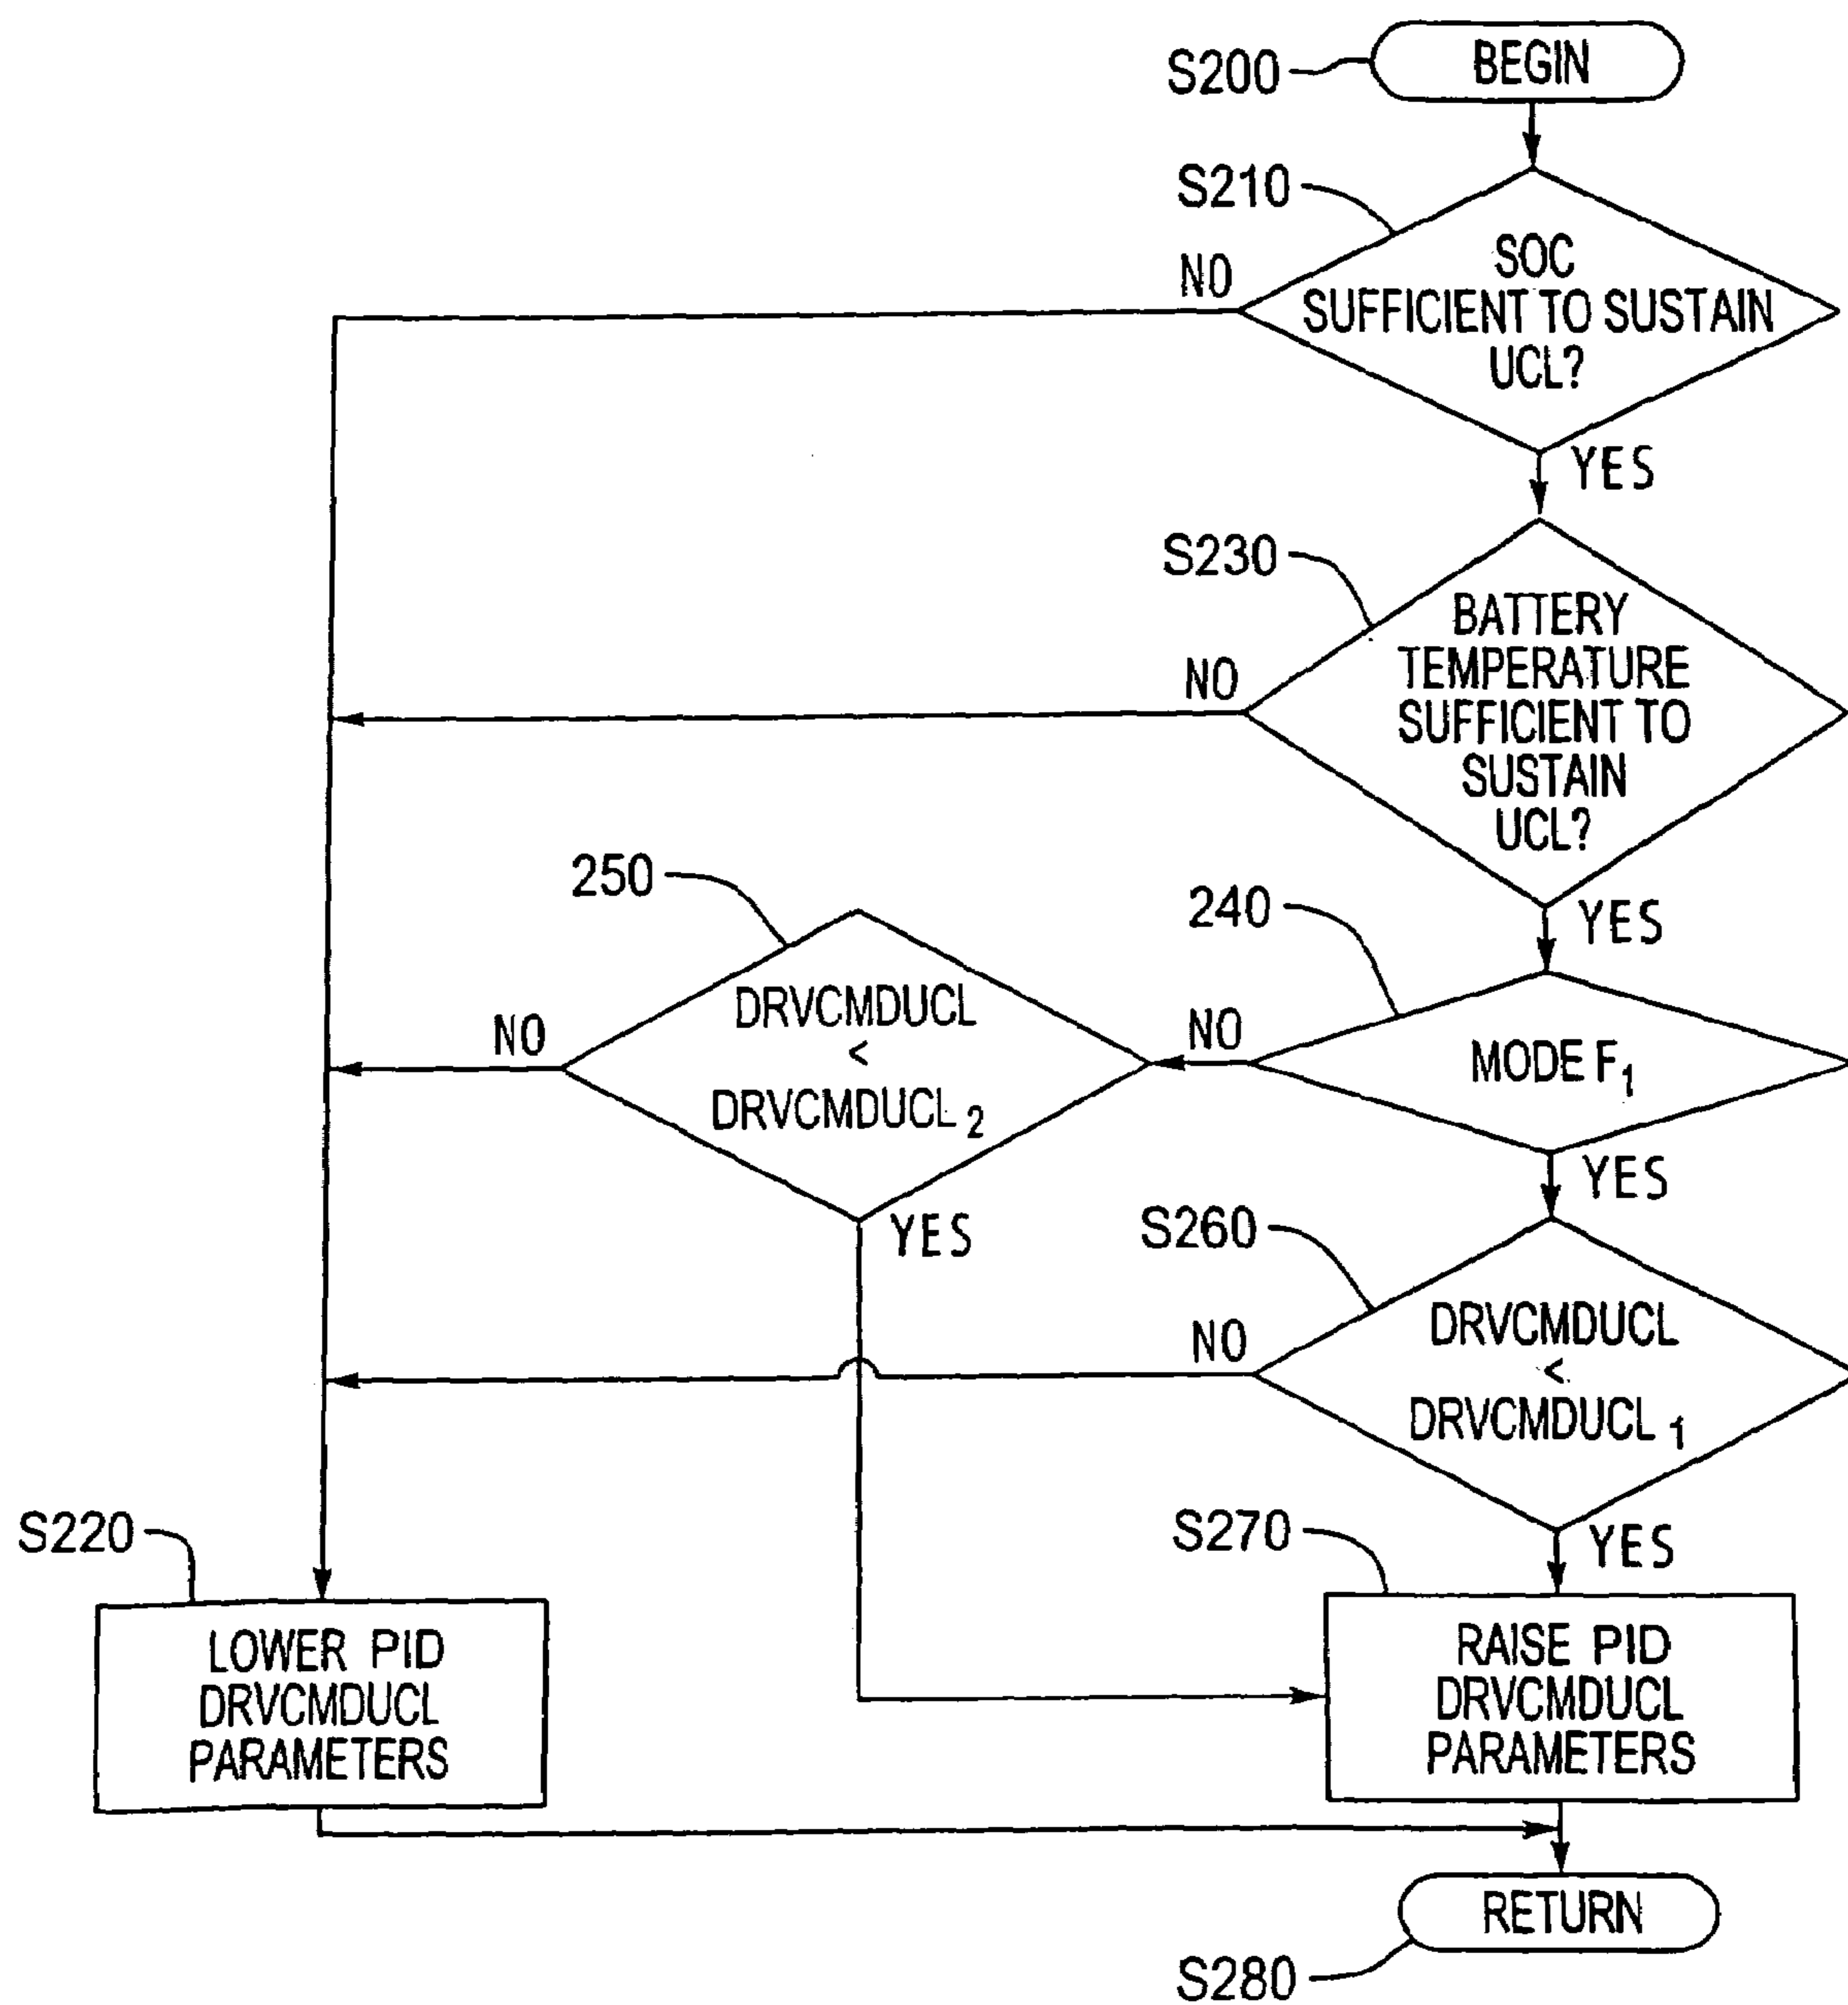 S200
BEGIN
S210
SOC
SUFFICIENT TO SUSTAIN
UCL?
NO
YES
S230
BATTERY
TEMPERATURE
SUFFICIENT TO
SUSTAIN
UCL?
NO
YES
250
240
DRVCMDUCL
<
DRVCMDUCL 2
NO
YES
MODE F1
NO
YES
S260
DRVCMDUCL
<
DRVCMDUCL 1
NO
YES
S220
LOWER PID
DRVCMDUCL
PARAMETERS
S270
RAISE PID
DRVCMDUCL
PARAMETERS
RETURN
S280